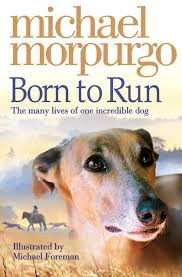 michael
morpurgo
Born to Run
The many lives of one incredible dog
Illustrated by
Michael Foreman